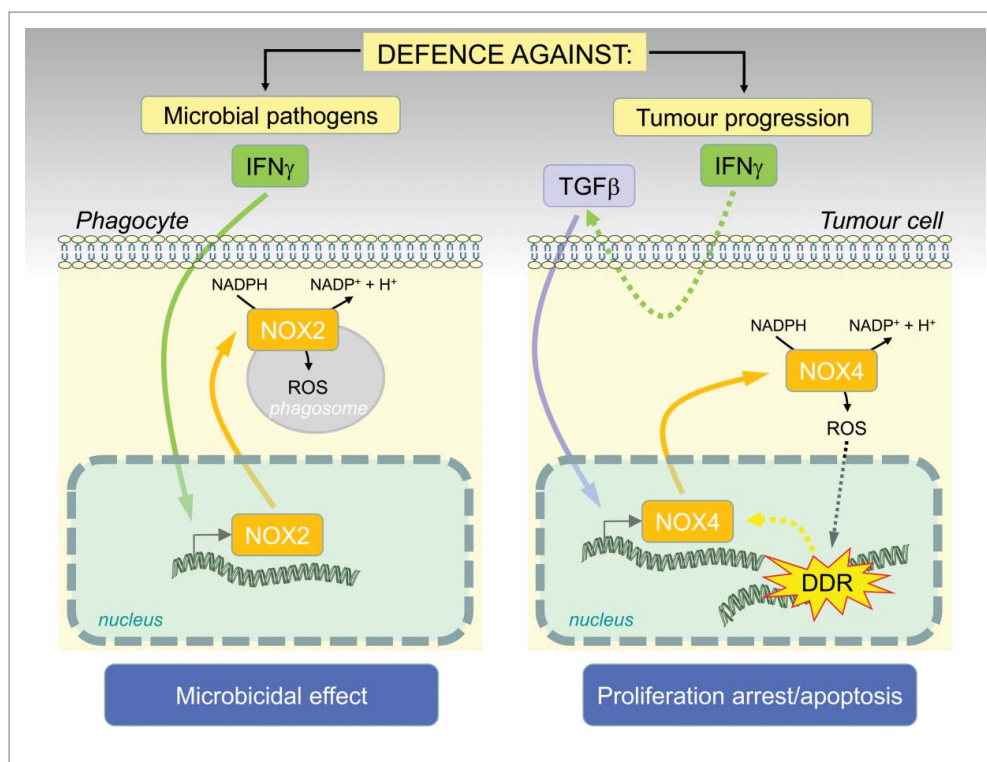 DEFENCE AGAINST:
Microbial pathogens
IFNγ
Phagocyte
NADPH
NADP⁺ + H⁺
NOX2
ROS
phagosome
NOX2
nucleus
Microbicidal effect
Tumour progression
IFNγ
TGFβ
Tumour cell
NADPH
NADP⁺ + H⁺
NOX4
ROS
NOX4
DDR
nucleus
Proliferation arrest/apoptosis